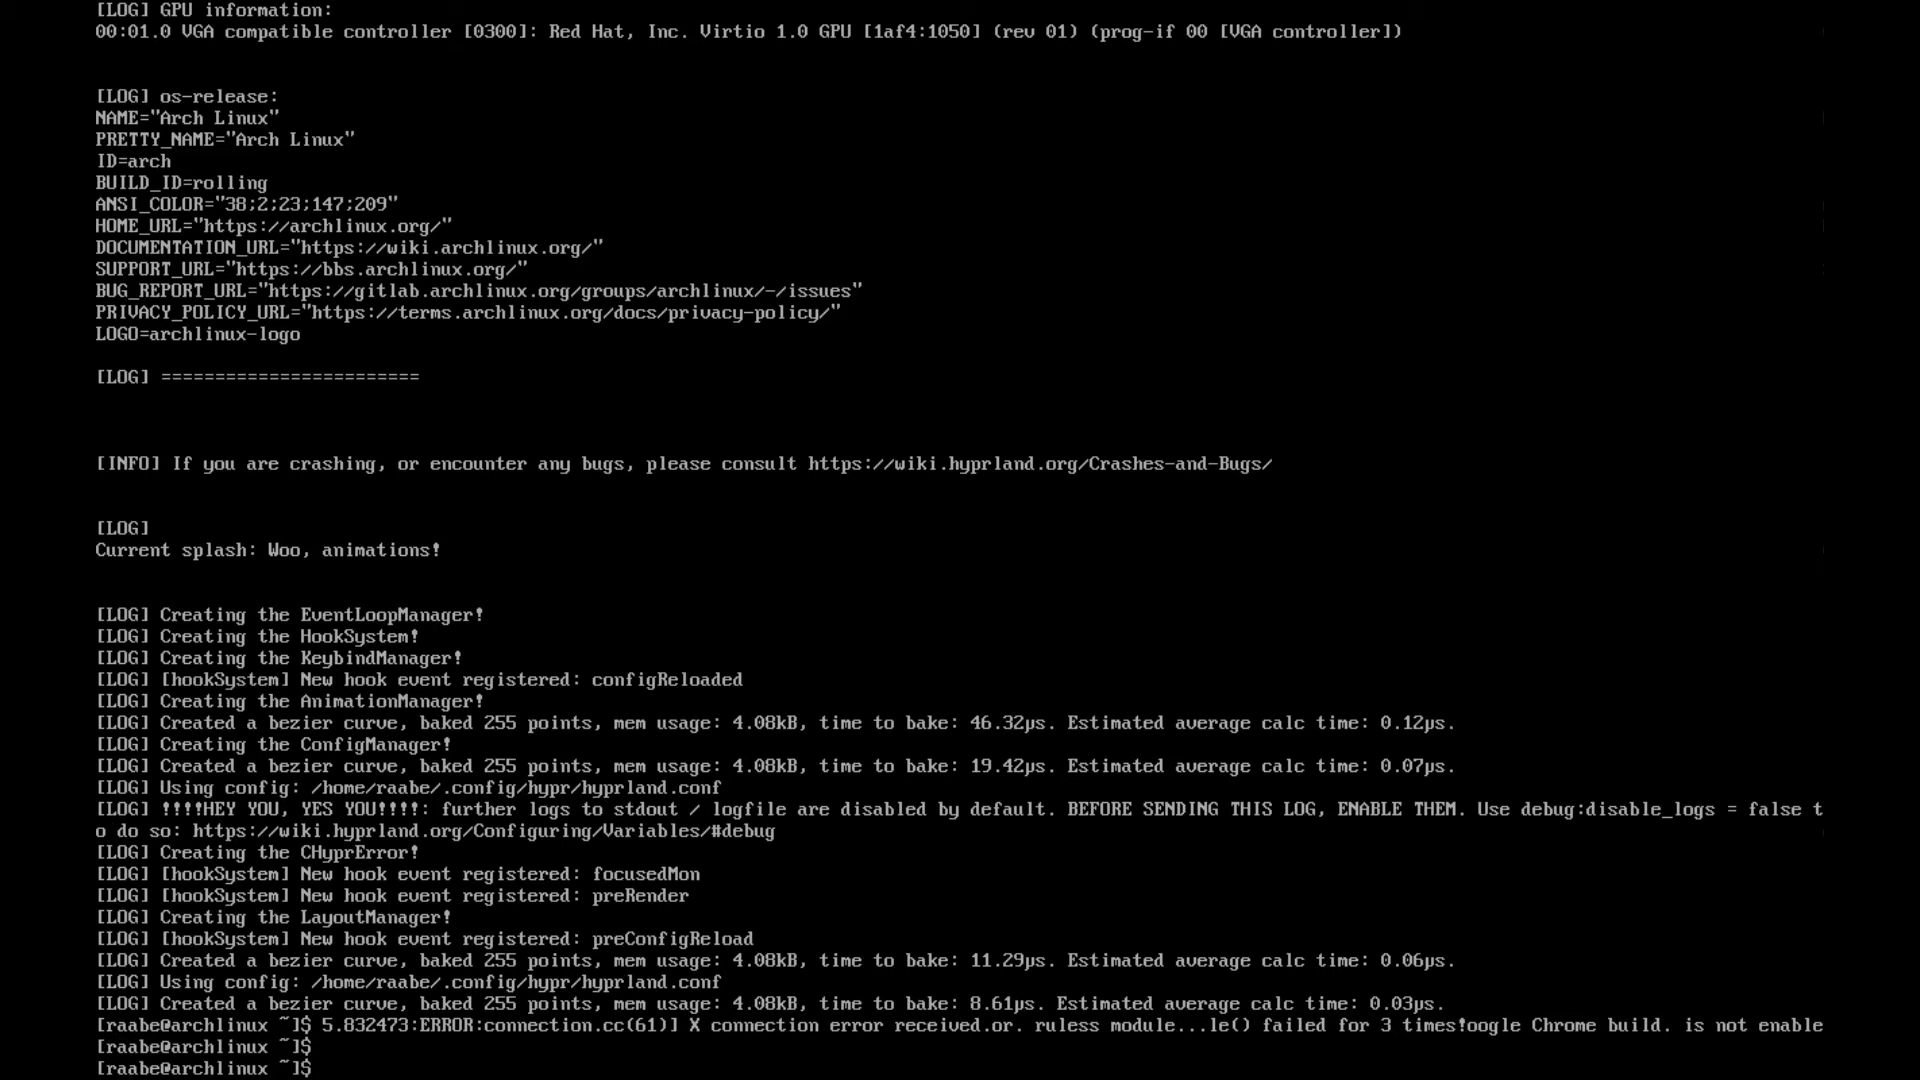 [LOG] GPU information:
00:01.0 VGA compatible controller [0300]: Red Hat, Inc. Virtio 1.0 GPU [1af4:1050] (rev 01) (prog-if 00 [VGA controller])
[LOG] os-release:
NAME="Arch Linux"
PRETTY_NAME="Arch Linux"
ID=arch
BUILD_ID=rolling
ANSI_COLOR="38;2;23;147;209"
HOME_URL="https://archlinux.org/"
DOCUMENTATION_URL="https://wiki.archlinux.org/"
SUPPORT_URL="https://bbs.archlinux.org/"
BUG_REPORT_URL="https://gitlab.archlinux.org/groups/archlinux/-/issues"
PRIVACY_POLICY_URL="https://terms.archlinux.org/docs/privacy-policy/"
LOGO=archlinux-logo
[LOG] ========================
[INFO] If you are crashing, or encounter any bugs, please consult https://wiki.hyprland.org/Crashes-and-Bugs/
[LOG]
Current splash: Woo, animations!
[LOG] Creating the EventLoopManager!
[LOG] Creating the HookSystem!
[LOG] Creating the KeybindManager!
[LOG] [hookSystem] New hook event registered: configReloaded
[LOG] Creating the AnimationManager!
[LOG] Created a bezier curve, baked 255 points, mem usage: 4.08kB, time to bake: 46.32µs. Estimated average calc time: 0.12µs.
[LOG] Creating the ConfigManager!
[LOG] Created a bezier curve, baked 255 points, mem usage: 4.08kB, time to bake: 19.42µs. Estimated average calc time: 0.07µs.
[LOG] Using config: /home/raabe/.config/hypr/hyprland.conf
[LOG] !!!!HEY YOU, YES YOU!!!!: further logs to stdout / logfile are disabled by default. BEFORE SENDING THIS LOG, ENABLE THEM. Use debug:disable_logs = false t
o do so: https://wiki.hyprland.org/Configuring/Variables/#debug
[LOG] Creating the CHyprError!
[LOG] [hookSystem] New hook event registered: focusedMon
[LOG] [hookSystem] New hook event registered: preRender
[LOG] Creating the LayoutManager!
[LOG] [hookSystem] New hook event registered: preConfigReload
[LOG] Created a bezier curve, baked 255 points, mem usage: 4.08kB, time to bake: 11.29µs. Estimated average calc time: 0.06µs.
[LOG] Using config: /home/raabe/.config/hypr/hyprland.conf
[LOG] Created a bezier curve, baked 255 points, mem usage: 4.08kB, time to bake: 8.61µs. Estimated average calc time: 0.03µs.
[raabe@archlinux ~]$ 5.832473:ERROR:connection.cc(61)] X connection error received.or. ruless module...le() failed for 3 times!oogle Chrome build. is not enable
[raabe@archlinux ~]$
[raabe@archlinux ~]$